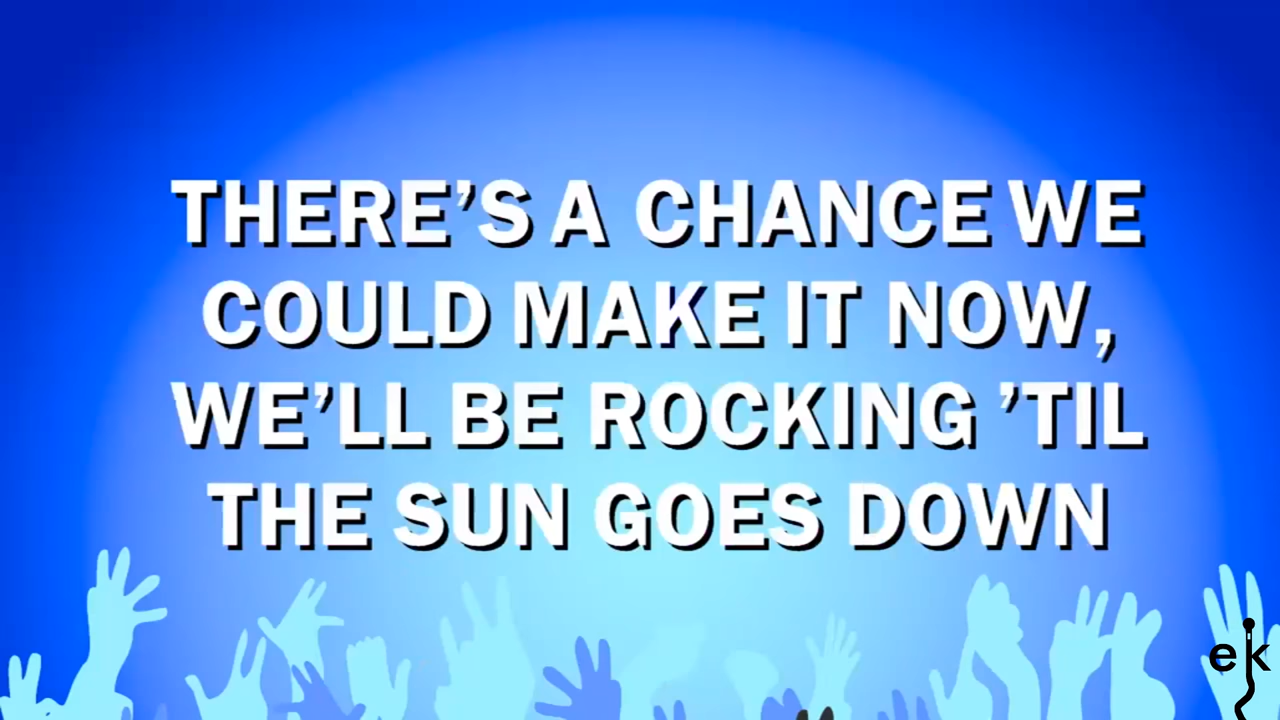 THERE’S A CHANCE WE
COULD MAKE IT NOW,
WE’LL BE ROCKING ’TIL
THE SUN GOES DOWN
ek